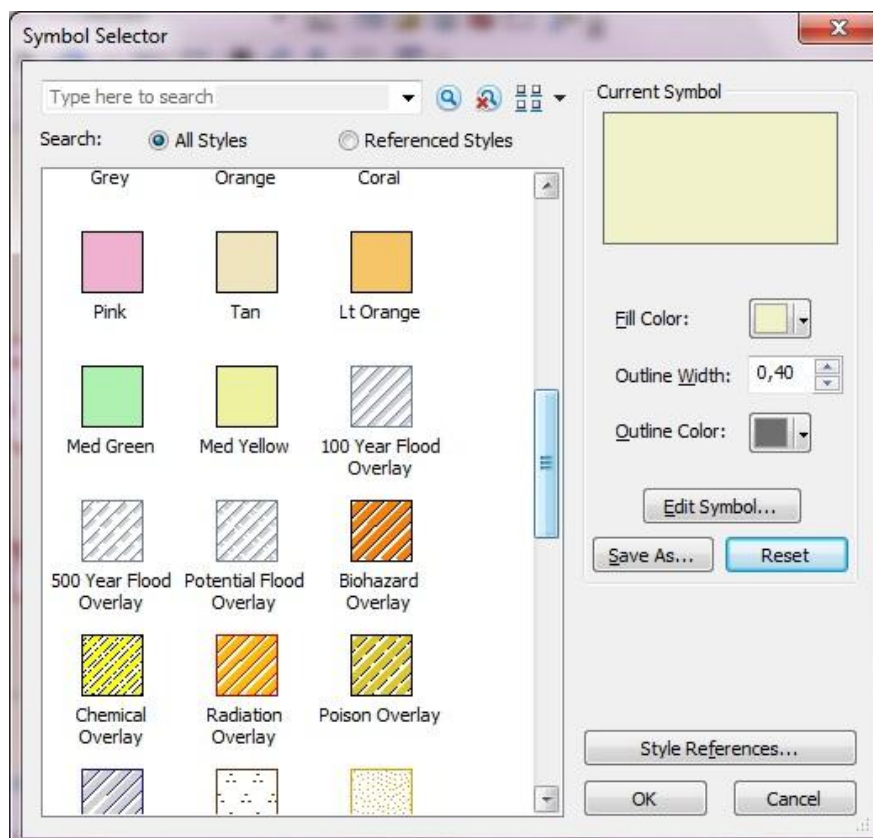 Symbol Selector
Type here to search
Search:
All Styles
Referenced Styles
Grey
Orange
Coral
Pink
Tan
Lt Orange
Med Green
Med Yellow
100 Year Flood
Overlay
500 Year Flood
Overlay
Potential Flood
Overlay
Biohazard
Overlay
Chemical
Overlay
Radiation
Overlay
Poison Overlay
Current Symbol
Fill Color:
Outline Width:
0,40
Outline Color:
Edit Symbol...
Save As...
Reset
Style References...
OK
Cancel